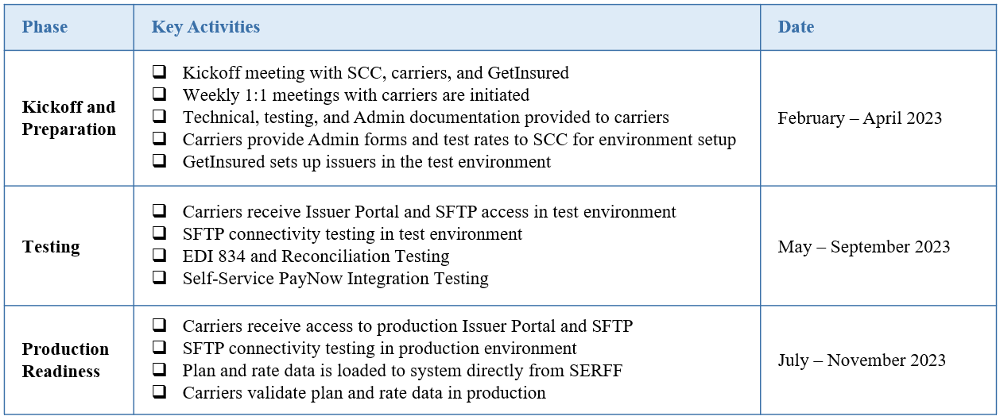 Phase Key Activities Date
Kickoff and
Preparation
❑ Kickoff meeting with SCC, carriers, and GetInsured
❑ Weekly 1:1 meetings with carriers are initiated
❑ Technical, testing, and Admin documentation provided to carriers
❑ Carriers provide Admin forms and test rates to SCC for environment setup
❑ GetInsured sets up issuers in the test environment
February – April 2023
Testing
❑ Carriers receive Issuer Portal and SFTP access in test environment
❑ SFTP connectivity testing in test environment
❑ EDI 834 and Reconciliation Testing
❑ Self-Service PayNow Integration Testing
May – September 2023
Production
Readiness
❑ Carriers receive access to production Issuer Portal and SFTP
❑ SFTP connectivity testing in production environment
❑ Plan and rate data is loaded to system directly from SERFF
❑ Carriers validate plan and rate data in production
July – November 2023